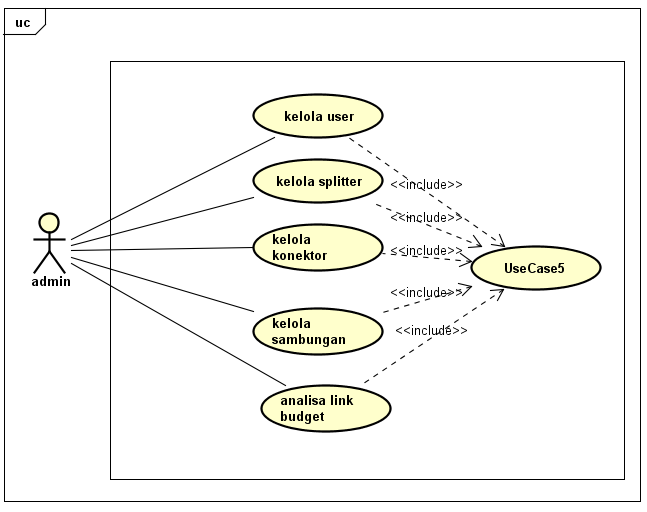 uc
kelola user
kelola splitter
<<include>>
<<include>>
kelola
konektor
<<include>>
UseCase5
admin
<<include>>
kelola
sambungan
<<include>>
analisa link
budget